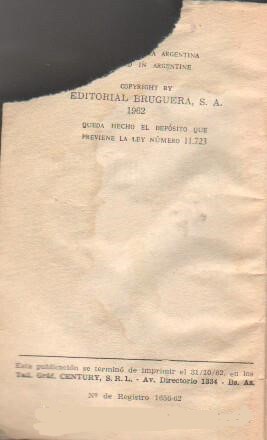 ARGENTINA
IN ARGENTINE
COPYRIGHT BY
EDITORIAL BRUGUERA, S. A.
1962
QUEDA HECHO EL DEPÓSITO QUE
PREVIENE LA LEY NÚMERO 11.723
Esta publicación se terminó de imprimir el 31/10/62, en los
Tall. Gráf. CENTURY, S. R. L. - Av. Directorio 1334 - Bs. As.
Nº de Registro 1656-62